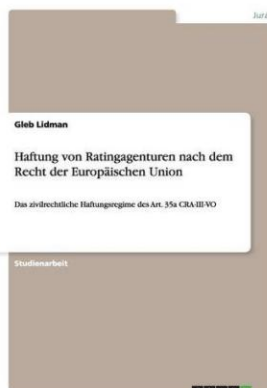 Gleb Lidman
Haftung von Ratingagenturen nach dem
Recht der Europäischen Union
Das zivilrechtliche Haftungsregime des Art. 35a CRA-III-VO
Studienarbeit